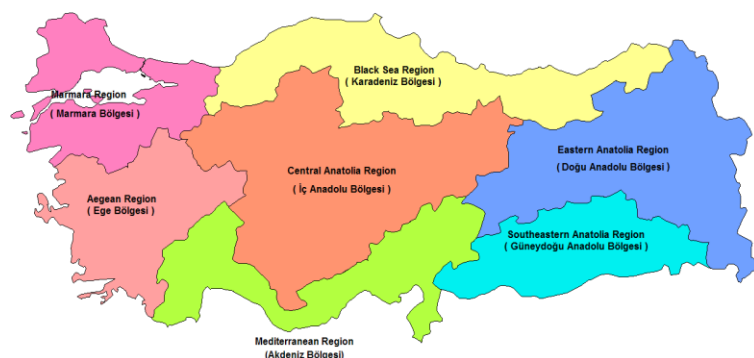 Black Sea Region
( Karadeniz Bölgesi )
Marmara Region
( Marmara Bölgesi )
Eastern Anatolia Region
( Doğu Anadolu Bölgesi )
Central Anatolia Region
( İç Anadolu Bölgesi )
Aegean Region
( Ege Bölgesi )
Southeastern Anatolia Region
( Güneydoğu Anadolu Bölgesi )
Mediterranean Region
(Akdeniz Bölgesi)